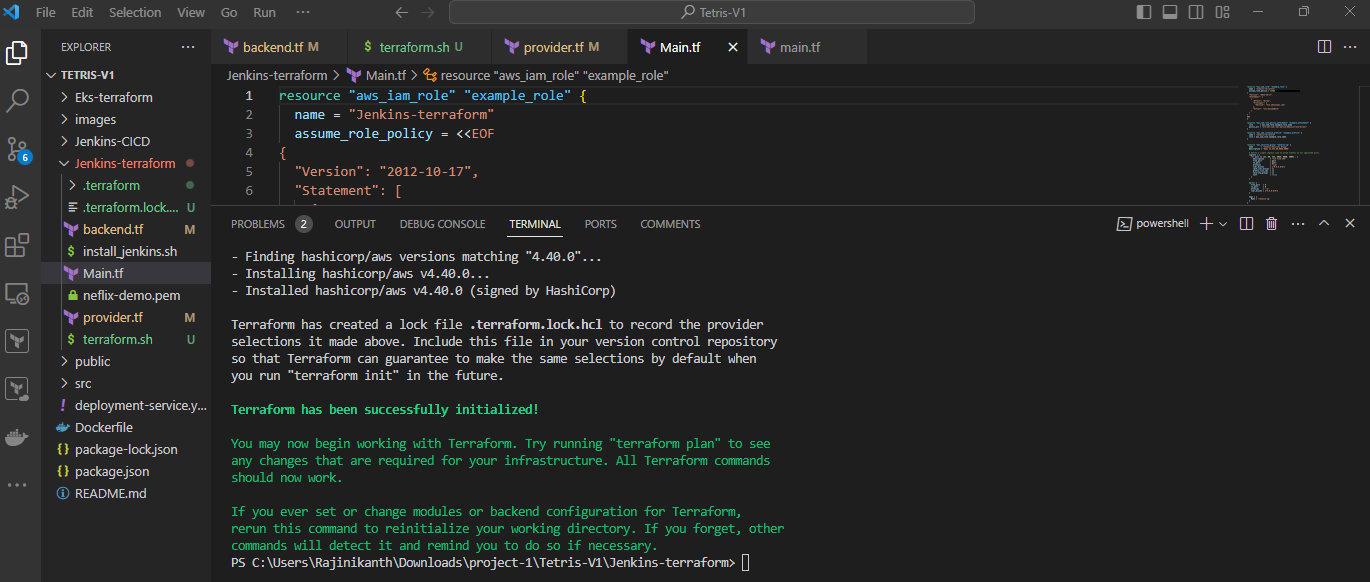 File Edit Selection View Go Run ··· Tetris-V1
EXPLORER ···
TETRIS-V1
Eks-terraform
images
Jenkins-CICD
Jenkins-terraform
.terraform
.terraform.lock.... U
backend.tf M
$ install_jenkins.sh
Main.tf
neflix-demo.pem
provider.tf M
$ terraform.sh U
public
src
! deployment-service.y...
Dockerfile
{} package-lock.json
{} package.json
README.md
6
backend.tf M $ terraform.sh U provider.tf M Main.tf × main.tf
Jenkins-terraform > Main.tf > resource "aws_iam_role" "example_role"
1 resource "aws_iam_role" "example_role" {
2 name = "Jenkins-terraform"
3 assume_role_policy = <<EOF
4 {
5 "Version": "2012-10-17",
6 "Statement": [
PROBLEMS 2 OUTPUT DEBUG CONSOLE TERMINAL PORTS COMMENTS powershell
- Finding hashicorp/aws versions matching "4.40.0"...
- Installing hashicorp/aws v4.40.0...
- Installed hashicorp/aws v4.40.0 (signed by HashiCorp)
Terraform has created a lock file .terraform.lock.hcl to record the provider
selections it made above. Include this file in your version control repository
so that Terraform can guarantee to make the same selections by default when
you run "terraform init" in the future.
Terraform has been successfully initialized!
You may now begin working with Terraform. Try running "terraform plan" to see
any changes that are required for your infrastructure. All Terraform commands
should now work.
If you ever set or change modules or backend configuration for Terraform,
rerun this command to reinitialize your working directory. If you forget, other
commands will detect it and remind you to do so if necessary.
PS C:\Users\Rajinikanth\Downloads\project-1\Tetris-V1\Jenkins-terraform>